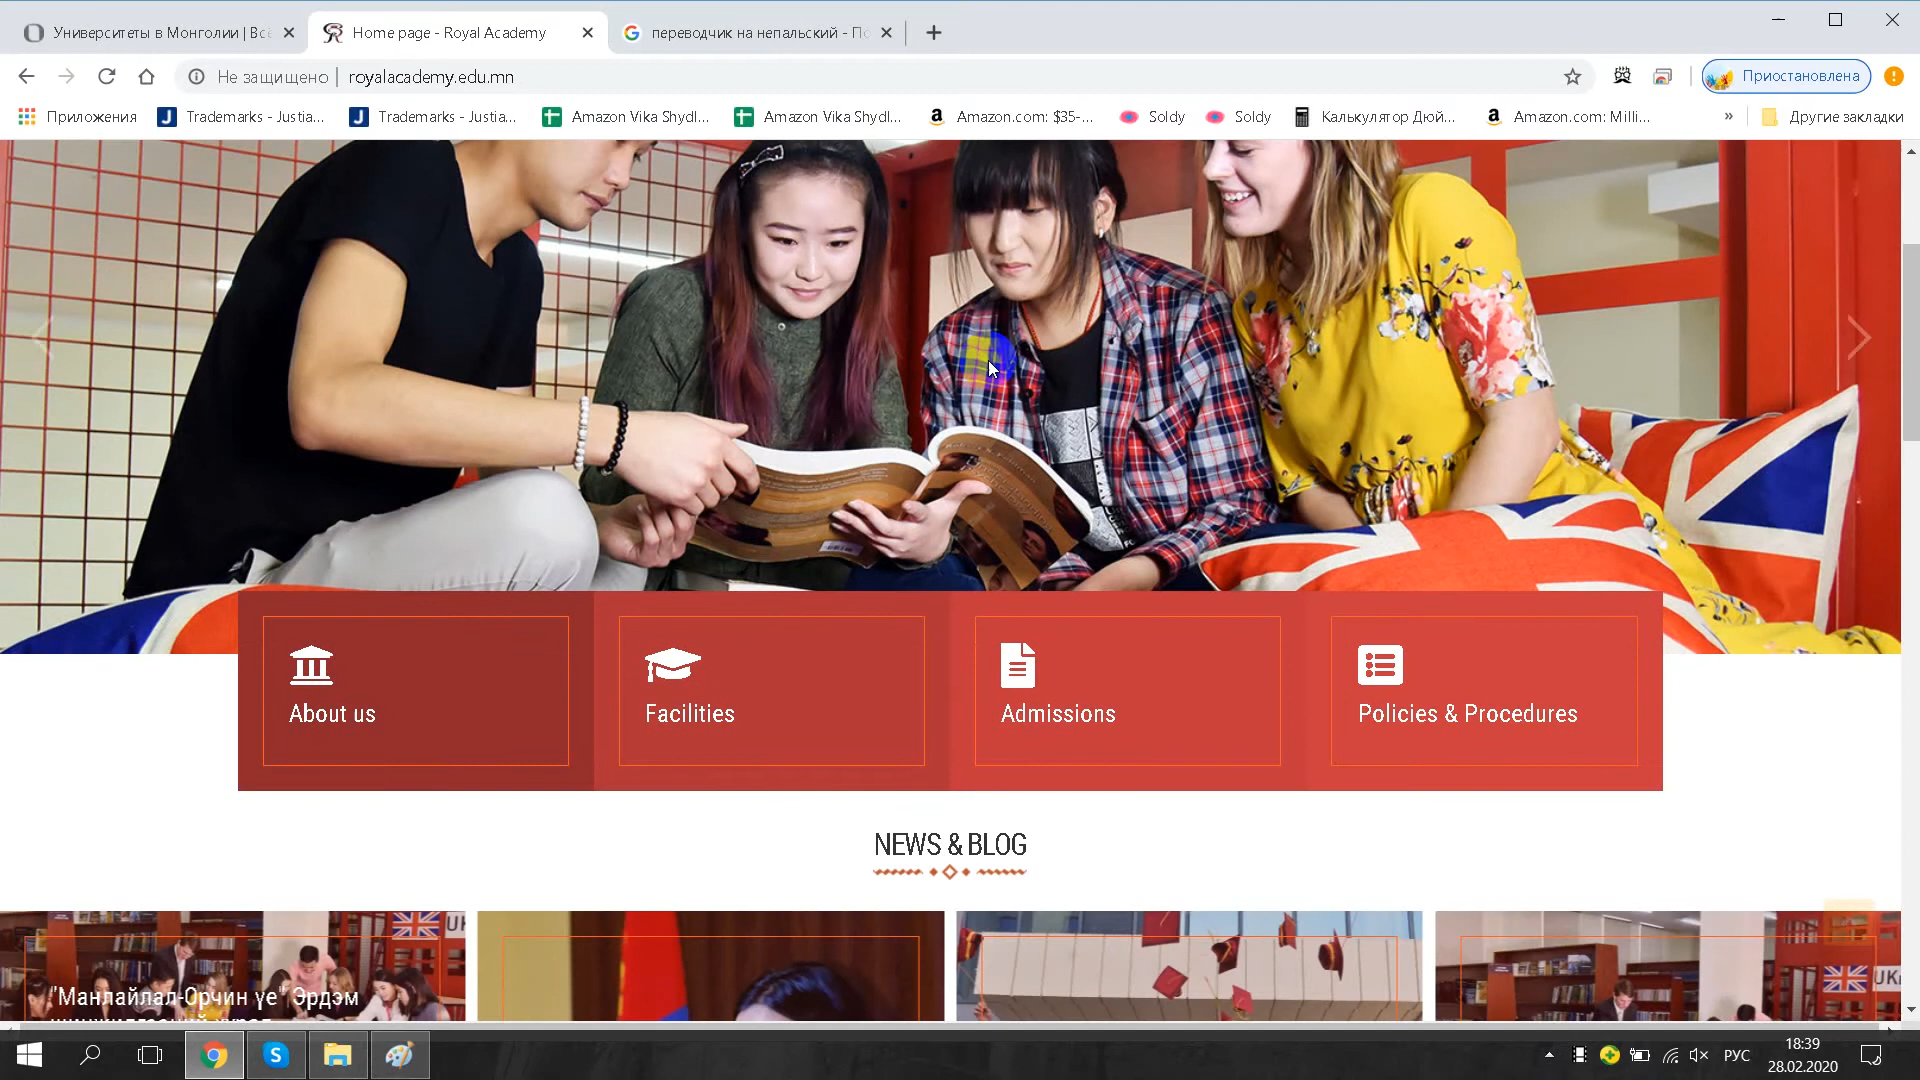 Университеты в Монголии | Всё
Home page - Royal Academy
переводчик на непальский - По
Не защищено | royalacademy.edu.mn
Приостановлена
Приложения
Trademarks - Justia...
Trademarks - Justia...
Amazon Vika Shydl...
Amazon Vika Shydl...
Amazon.com: $35-...
Soldy
Soldy
Калькулятор Дюй...
Amazon.com: Milli...
»
Другие закладки
About us
Facilities
Admissions
Policies & Procedures
NEWS & BLOG
"Манлайлал-Орчин үе" Эрдэм
РУС
18:39
28.02.2020